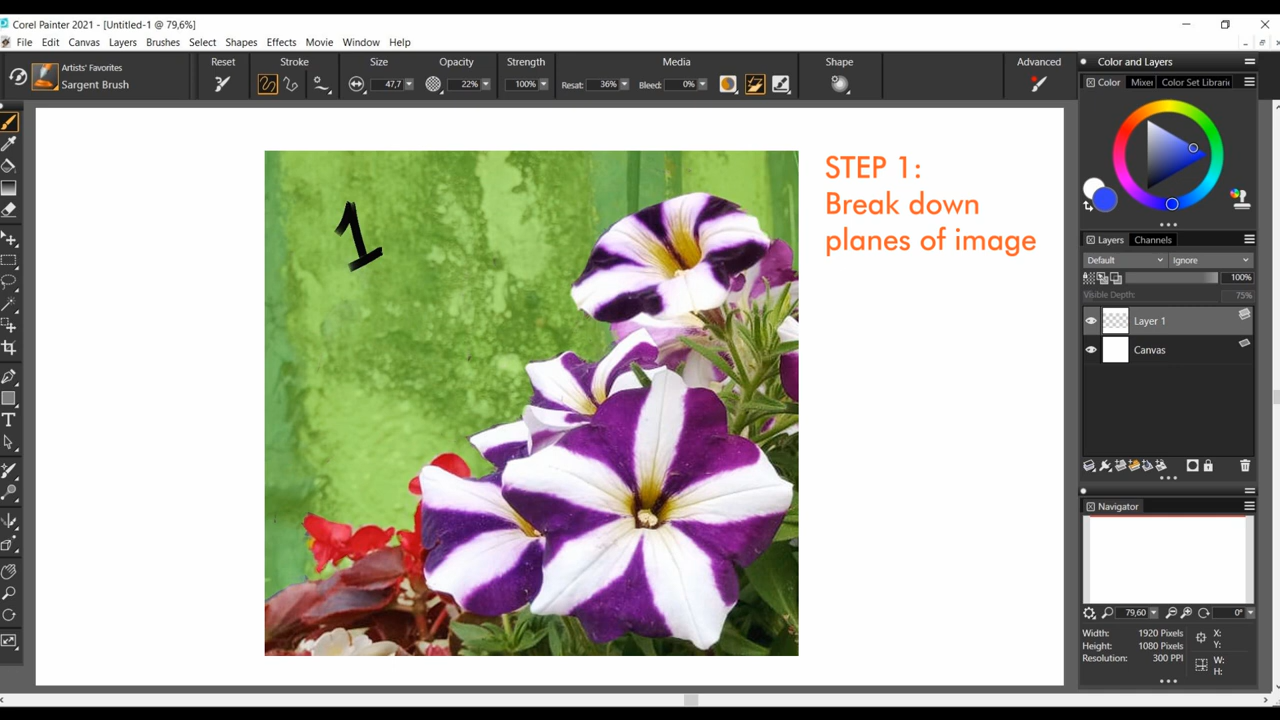 Corel Painter 2021 - [Untitled-1 @ 79,6%]
File Edit Canvas Layers Brushes Select Shapes Effects Movie Window Help
Artists' Favorites
Sargent Brush
Reset
Stroke
Size
47,7
Opacity
22%
Strength
100%
Media
Resat: 36%
Bleed: 0%
Shape
Advanced
Color and Layers
Color
Mixer
Color Set Librarie
1
STEP 1:
Break down
planes of image
Layers
Channels
Default
Ignore
100%
Visible Depth: 75%
Layer 1
Canvas
Navigator
79,60
0°
Width: 1920 Pixels
Height: 1080 Pixels
Resolution: 300 PPI
X:
Y:
W:
H: